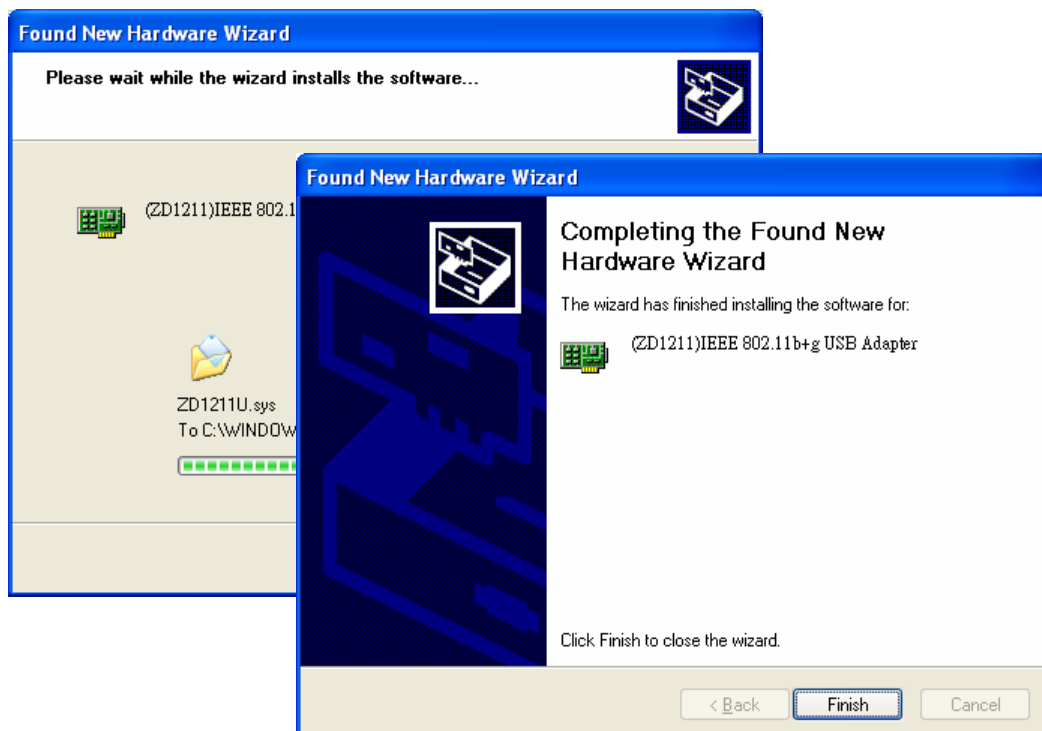 Found New Hardware Wizard
Please wait while the wizard installs the software...
(ZD1211)IEEE 802.1
ZD1211U.sys
To C:\WINDOW
Found New Hardware Wizard
Completing the Found New
Hardware Wizard
The wizard has finished installing the software for:
(ZD1211)IEEE 802.11b+g USB Adapter
Click Finish to close the wizard.
< Back
Finish
Cancel